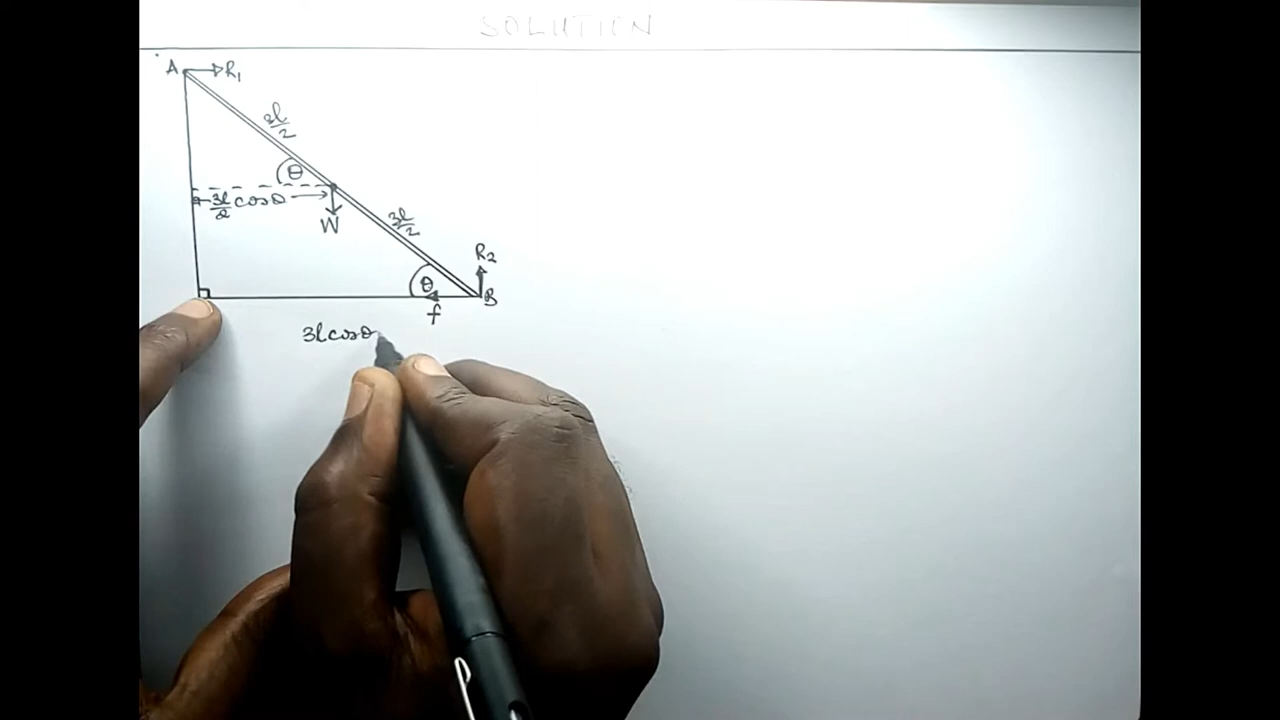 SOLUTION
A R₁
3l/2
θ
3l/2 cosθ
W
3l/2
R₂
θ
B
f
3lcosθ